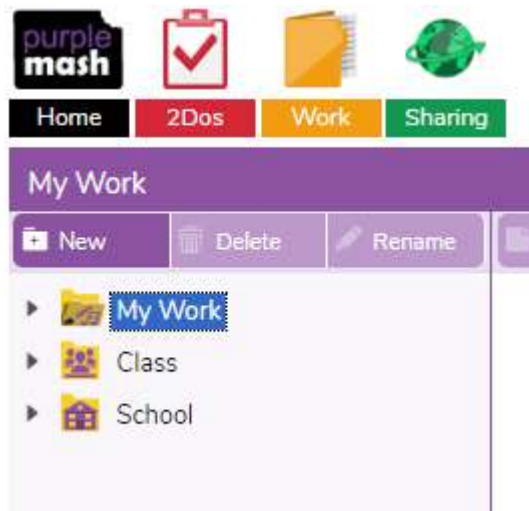 purple
mash
Home 2Dos Work Sharing
My Work
New Delete Rename
My Work
Class
School